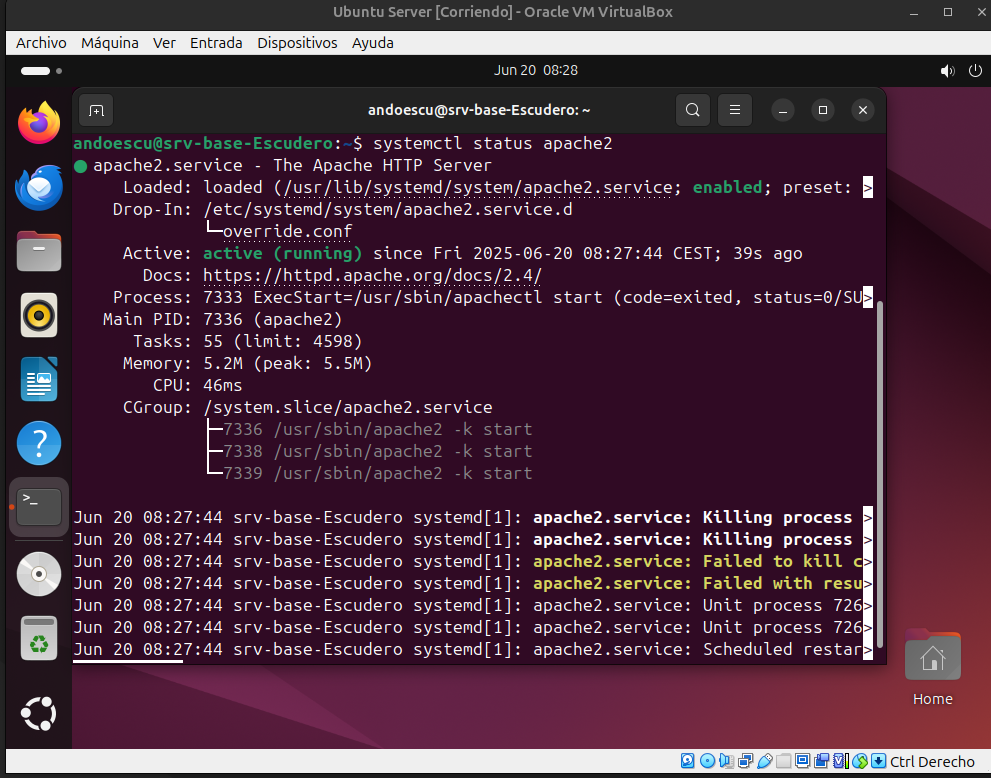 Ubuntu Server [Corriendo] - Oracle VM VirtualBox
Archivo Máquina Ver Entrada Dispositivos Ayuda
Jun 20 08:28
andoescu@srv-base-Escudero: ~
andoescu@srv-base-Escudero:~$ systemctl status apache2
● apache2.service - The Apache HTTP Server
Loaded: loaded (/usr/lib/systemd/system/apache2.service; enabled; preset: >
Drop-In: /etc/systemd/system/apache2.service.d
└─override.conf
Active: active (running) since Fri 2025-06-20 08:27:44 CEST; 39s ago
Docs: https://httpd.apache.org/docs/2.4/
Process: 7333 ExecStart=/usr/sbin/apachectl start (code=exited, status=0/SU>
Main PID: 7336 (apache2)
Tasks: 55 (limit: 4598)
Memory: 5.2M (peak: 5.5M)
CPU: 46ms
CGroup: /system.slice/apache2.service
├─7336 /usr/sbin/apache2 -k start
├─7338 /usr/sbin/apache2 -k start
└─7339 /usr/sbin/apache2 -k start
Jun 20 08:27:44 srv-base-Escudero systemd[1]: apache2.service: Killing process >
Jun 20 08:27:44 srv-base-Escudero systemd[1]: apache2.service: Killing process >
Jun 20 08:27:44 srv-base-Escudero systemd[1]: apache2.service: Failed to kill c>
Jun 20 08:27:44 srv-base-Escudero systemd[1]: apache2.service: Failed with resu>
Jun 20 08:27:44 srv-base-Escudero systemd[1]: apache2.service: Unit process 726>
Jun 20 08:27:44 srv-base-Escudero systemd[1]: apache2.service: Unit process 726>
Jun 20 08:27:44 srv-base-Escudero systemd[1]: apache2.service: Scheduled restar>
Home
Ctrl Derecho